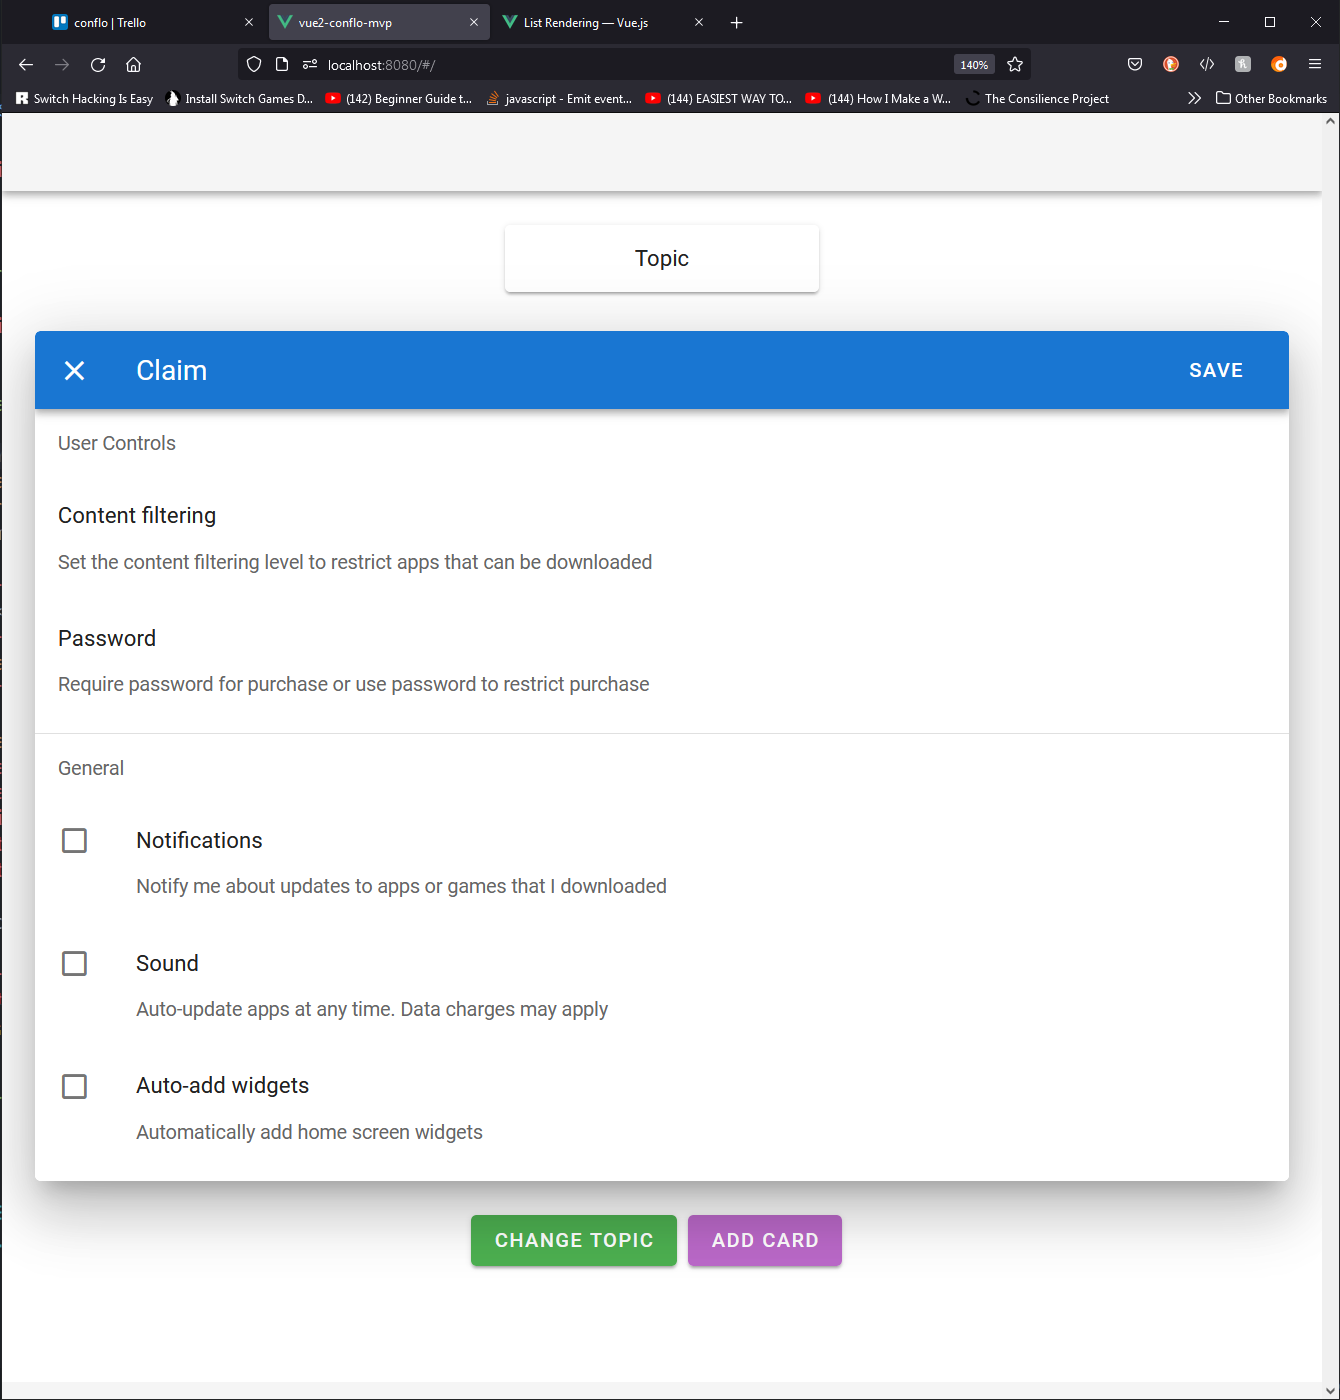 conflo | Trello
vue2-conflo-mvp
List Rendering — Vue.js
localhost:8080/#/
140%
Switch Hacking Is Easy
Install Switch Games D...
(142) Beginner Guide t...
javascript - Emit event...
(144) EASIEST WAY TO...
(144) How I Make a W...
The Consilience Project
Other Bookmarks
Topic
Claim
SAVE
User Controls
Content filtering
Set the content filtering level to restrict apps that can be downloaded
Password
Require password for purchase or use password to restrict purchase
General
Notifications
Notify me about updates to apps or games that I downloaded
Sound
Auto-update apps at any time. Data charges may apply
Auto-add widgets
Automatically add home screen widgets
CHANGE TOPIC
ADD CARD